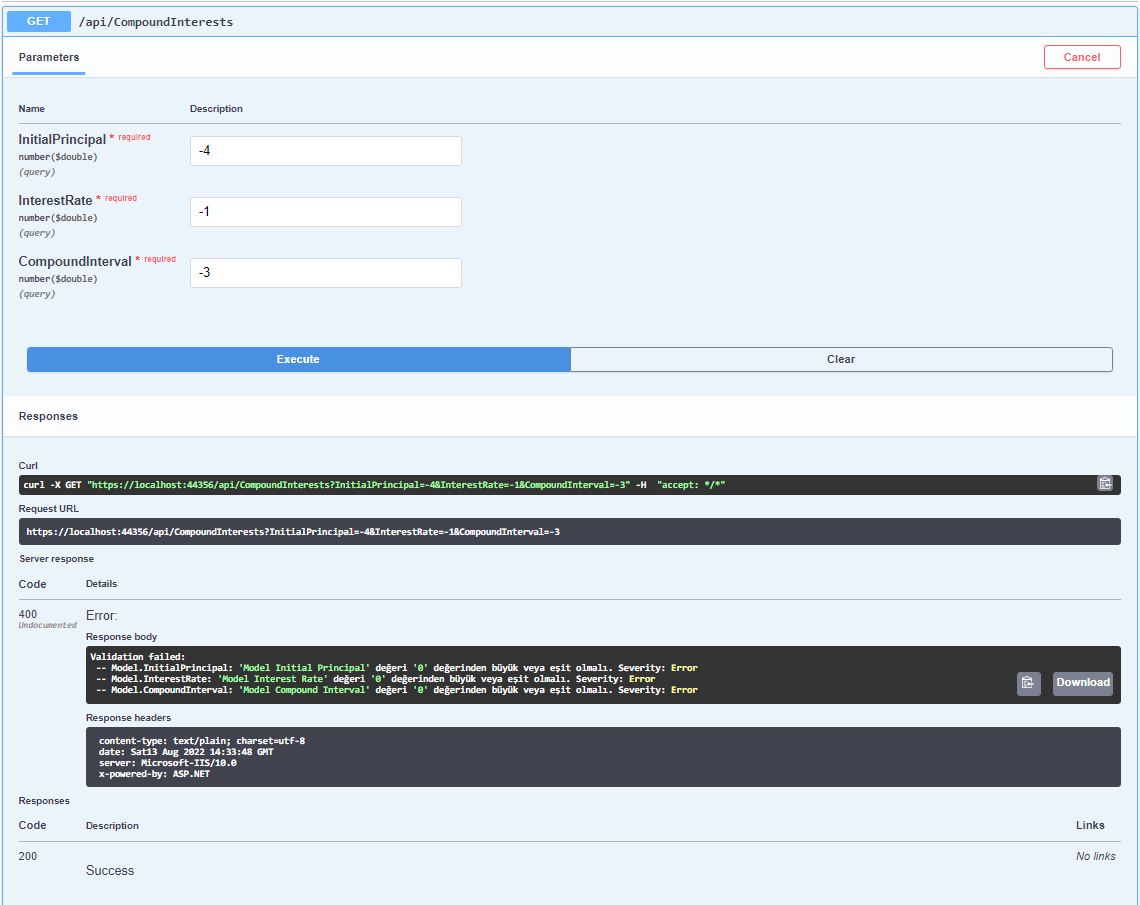 GET /api/CompoundInterests
Parameters
Cancel
Name Description
InitialPrincipal * required
number($double)
(query)
-4
InterestRate * required
number($double)
(query)
-1
CompoundInterval * required
number($double)
(query)
-3
Execute
Clear
Responses
Curl
curl -X GET "https://localhost:44356/api/CompoundInterests?InitialPrincipal=-4&InterestRate=-1&CompoundInterval=-3" -H  "accept: */*"
Request URL
https://localhost:44356/api/CompoundInterests?InitialPrincipal=-4&InterestRate=-1&CompoundInterval=-3
Server response
Code Details
400
Undocumented
Error:
Response body
Validation failed:
-- Model.InitialPrincipal: 'Model Initial Principal' değeri '0' değerinden büyük veya eşit olmalı. Severity: Error
-- Model.InterestRate: 'Model Interest Rate' değeri '0' değerinden büyük veya eşit olmalı. Severity: Error
-- Model.CompoundInterval: 'Model Compound Interval' değeri '0' değerinden büyük veya eşit olmalı. Severity: Error
Download
Response headers
content-type: text/plain; charset=utf-8
date: Sat13 Aug 2022 14:33:48 GMT
server: Microsoft-IIS/10.0
x-powered-by: ASP.NET
Responses
Code Description Links
200
Success
No links